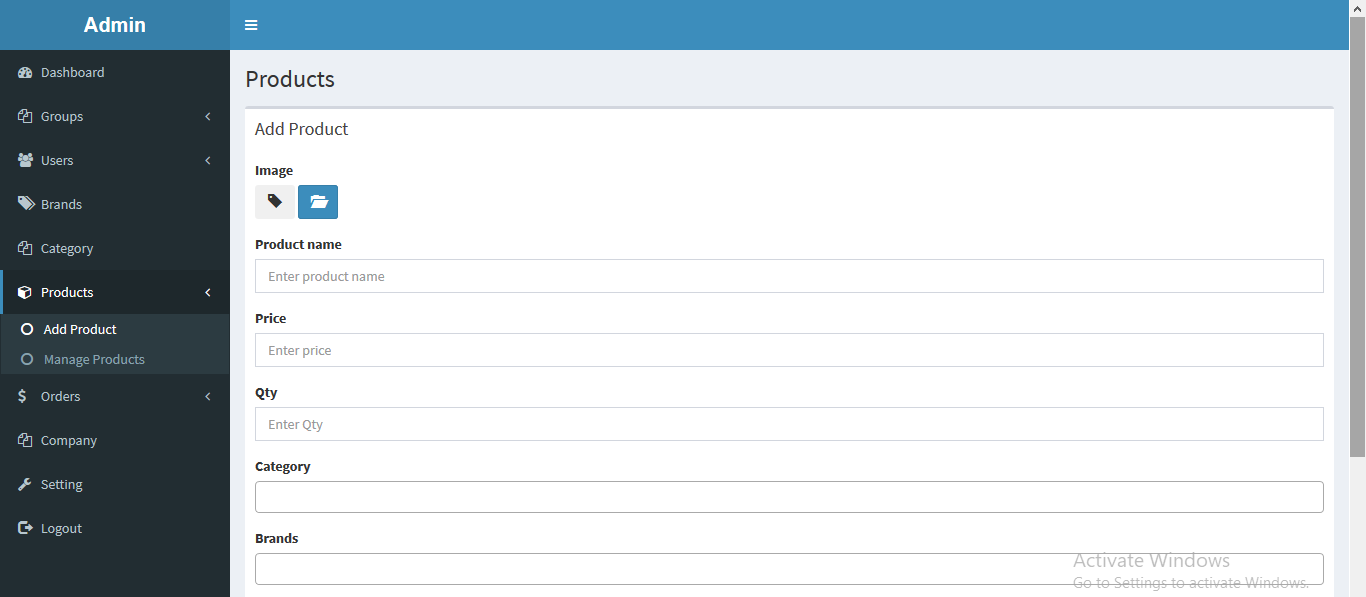 Admin
Dashboard
Groups
Users
Brands
Category
Products
Add Product
Manage Products
Orders
Company
Setting
Logout
Products
Add Product
Image
Product name
Enter product name
Price
Enter price
Qty
Enter Qty
Category
Brands
Activate Windows
Go to Settings to activate Windows.